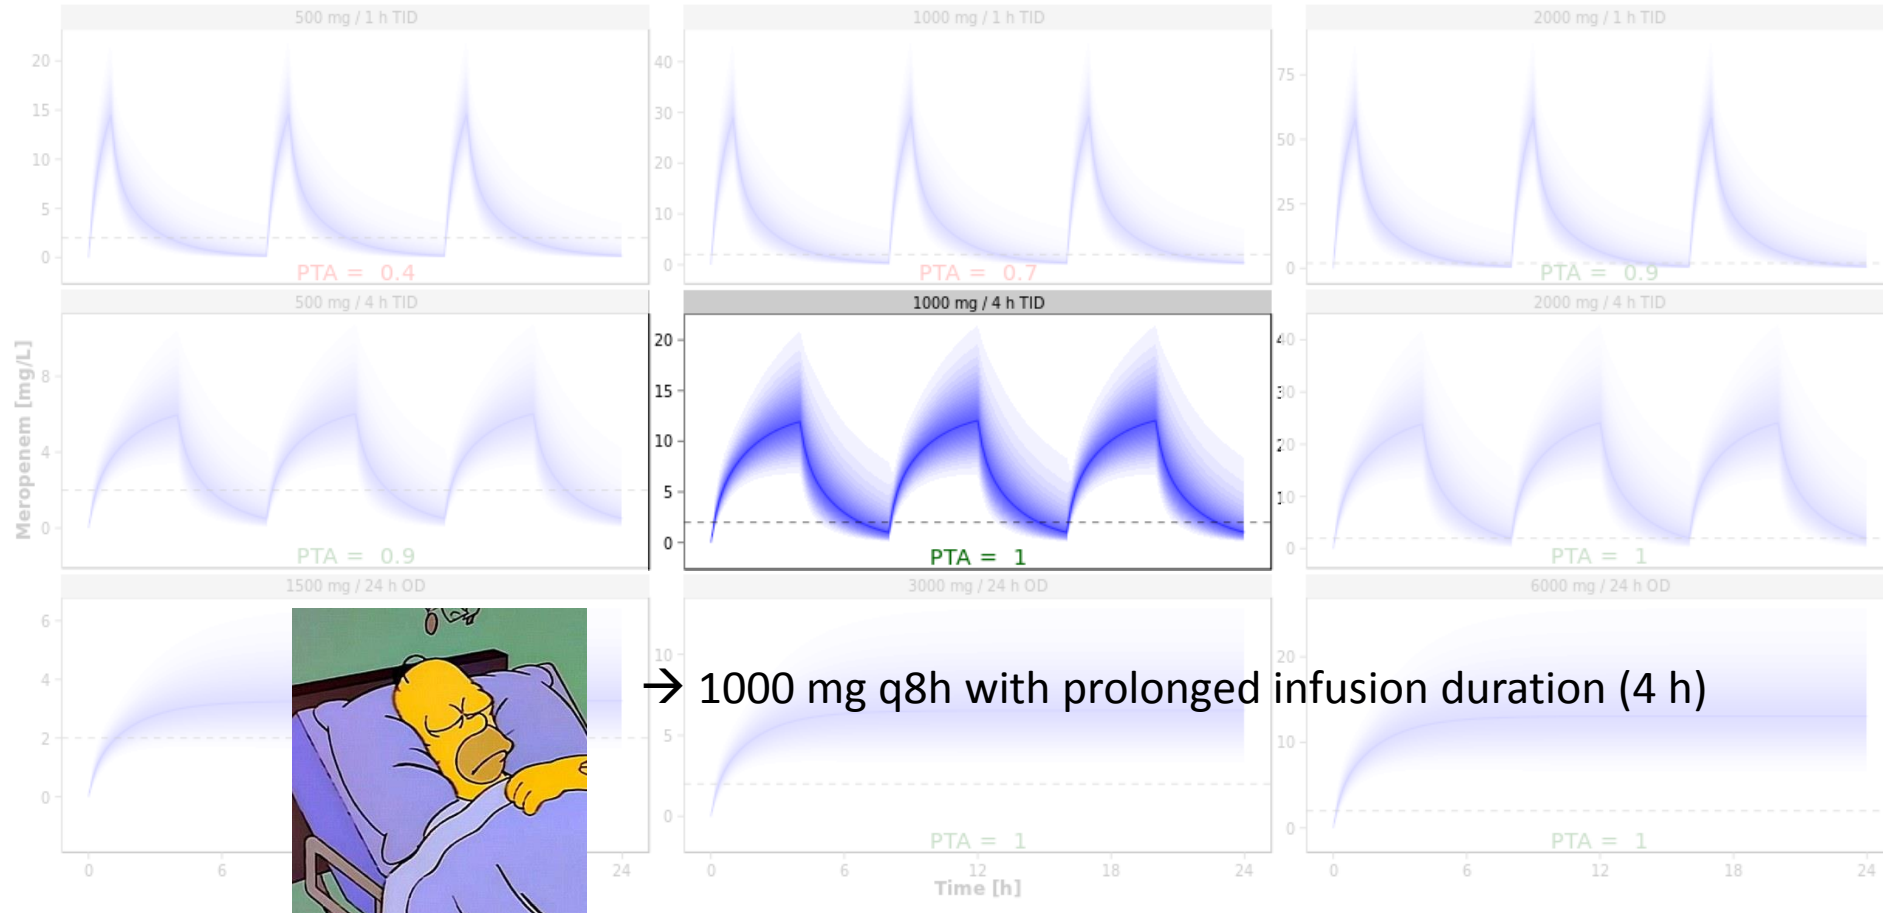 500 mg / 1 h TID
1000 mg / 1 h TID
2000 mg / 1 h TID
20
15
10
5
0
PTA = 0.4
40
30
20
10
0
PTA = 0.7
75
50
25
0
PTA = 0.9
500 mg / 4 h TID
1000 mg / 4 h TID
2000 mg / 4 h TID
Meropenem [mg/L]
8
4
0
PTA = 0.9
20
15
10
5
0
PTA = 1
40
30
20
10
0
PTA = 1
1500 mg / 24 h OD
3000 mg / 24 h OD
6000 mg / 24 h OD
6
4
2
0
10
5
0
PTA = 1
20
10
0
PTA = 1
→ 1000 mg q8h with prolonged infusion duration (4 h)
0 6 24
0 6 12 18 24
0 6 12 18 24
Time [h]